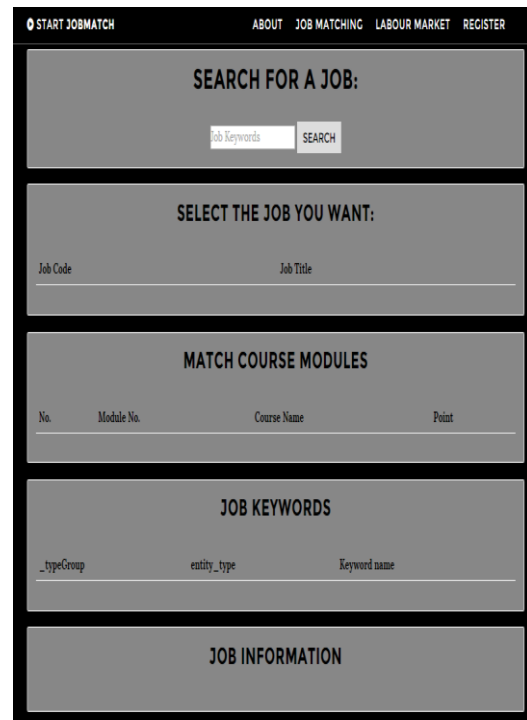 START JOBMATCH ABOUT JOB MATCHING LABOUR MARKET REGISTER
SEARCH FOR A JOB:
Job Keywords SEARCH
SELECT THE JOB YOU WANT:
Job Code Job Title
MATCH COURSE MODULES
No. Module No. Course Name Point
JOB KEYWORDS
_typeGroup entity_type Keyword name
JOB INFORMATION